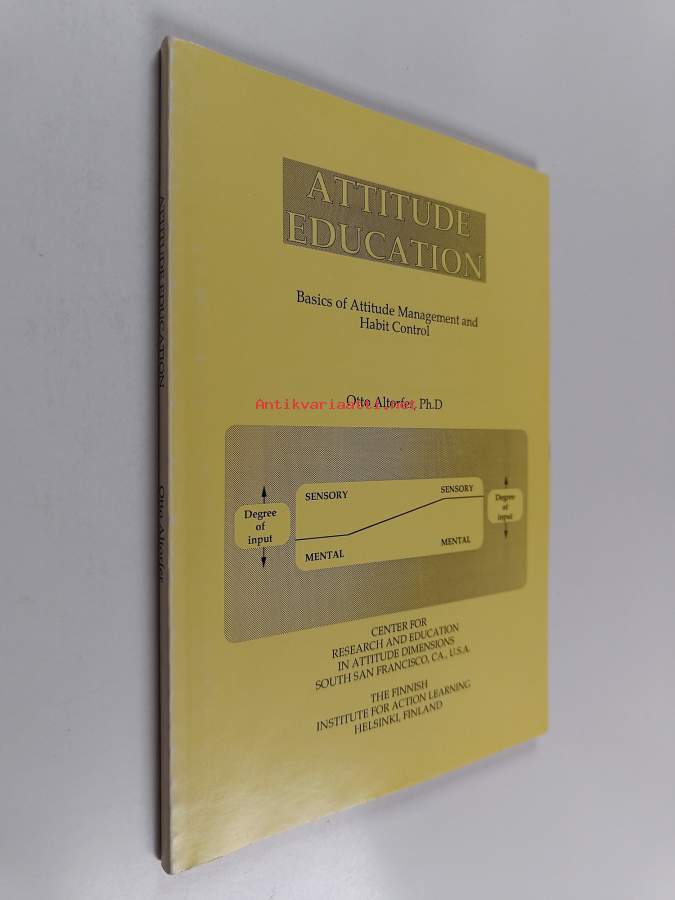 ATTITUDE
EDUCATION
Basics of Attitude Management and
Habit Control
Otto Altorfer, Ph.D
Antikvariaatti.net
SENSORY
SENSORY
Degree
of
input
Degree
of
input
MENTAL
MENTAL
CENTER FOR
RESEARCH AND EDUCATION
IN ATTITUDE DIMENSIONS
SOUTH SAN FRANCISCO, CA., U.S.A.
THE FINNISH
INSTITUTE FOR ACTION LEARNING
HELSINKI, FINLAND
ATTITUDE EDUCATION
Otto Altorfer